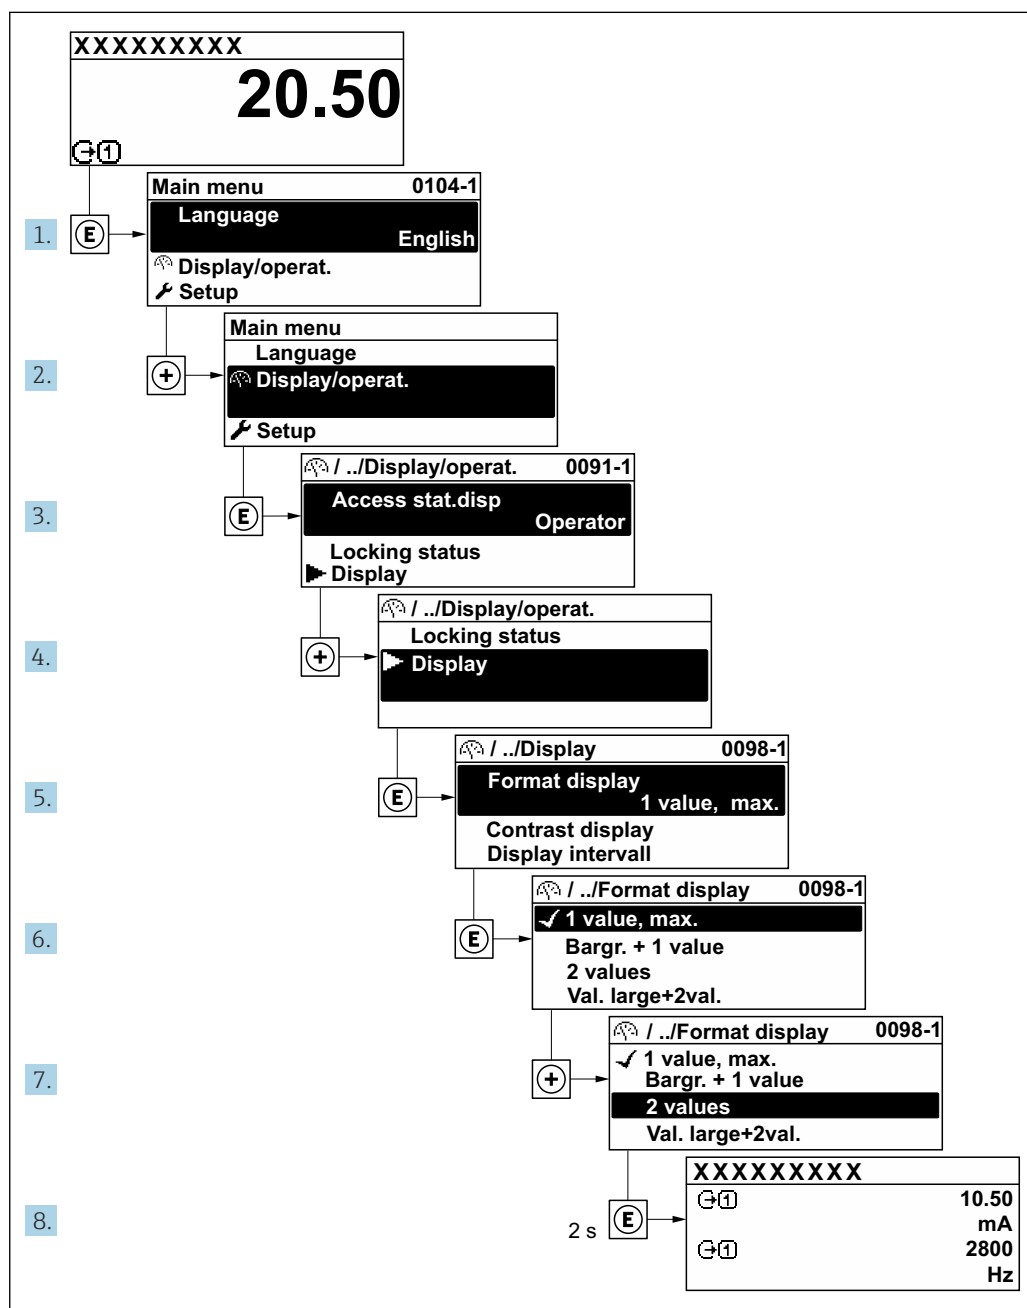 XXXXXXXXX
20.50
1
Main menu 0104-1
Language
English
1. E
Display/operat.
Setup
Main menu
Language
2. + Display/operat.
Setup
/ ../Display/operat. 0091-1
Access stat.disp
3. E Operator
Locking status
Display
/ ../Display/operat.
Locking status
4. + Display
/ ../Display 0098-1
Format display
5. E 1 value, max.
Contrast display
Display intervall
/ ../Format display 0098-1
1 value, max.
6. E Bargr. + 1 value
2 values
Val. large+2val.
/ ../Format display 0098-1
1 value, max.
7. + Bargr. + 1 value
2 values
Val. large+2val.
XXXXXXXXX
1 10.50
8. 2 s E mA
1 2800
Hz